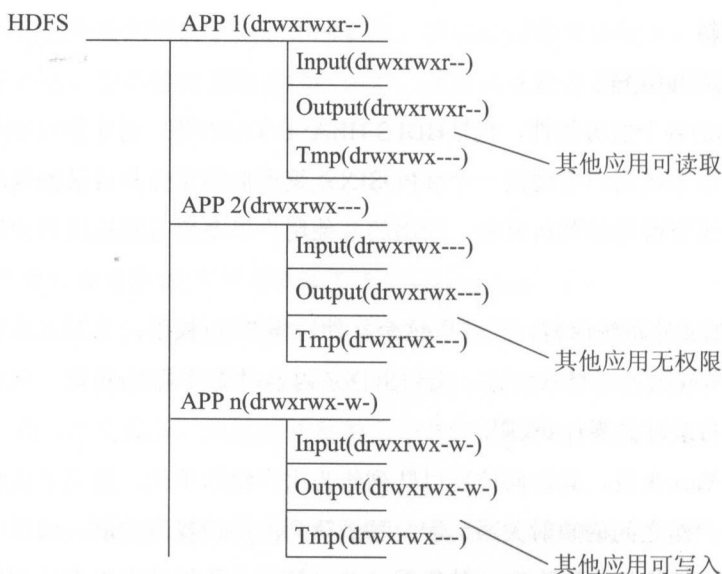 HDFS
APP 1(drwxrwxr--)
Input(drwxrwxr--)
Output(drwxrwxr--)
Tmp(drwxrwx---)
其他应用可读取
APP 2(drwxrwx---)
Input(drwxrwx---)
Output(drwxrwx---)
Tmp(drwxrwx---)
其他应用无权限
APP n(drwxrwx-w-)
Input(drwxrwx-w-)
Output(drwxrwx-w-)
Tmp(drwxrwx---)
其他应用可写入